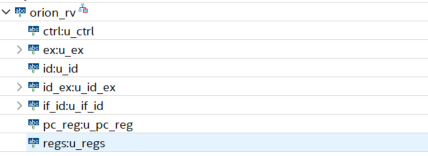 orion_rv
ctrl:u_ctrl
ex:u_ex
id:u_id
id_ex:u_id_ex
if_id:u_if_id
pc_reg:u_pc_reg
regs:u_regs